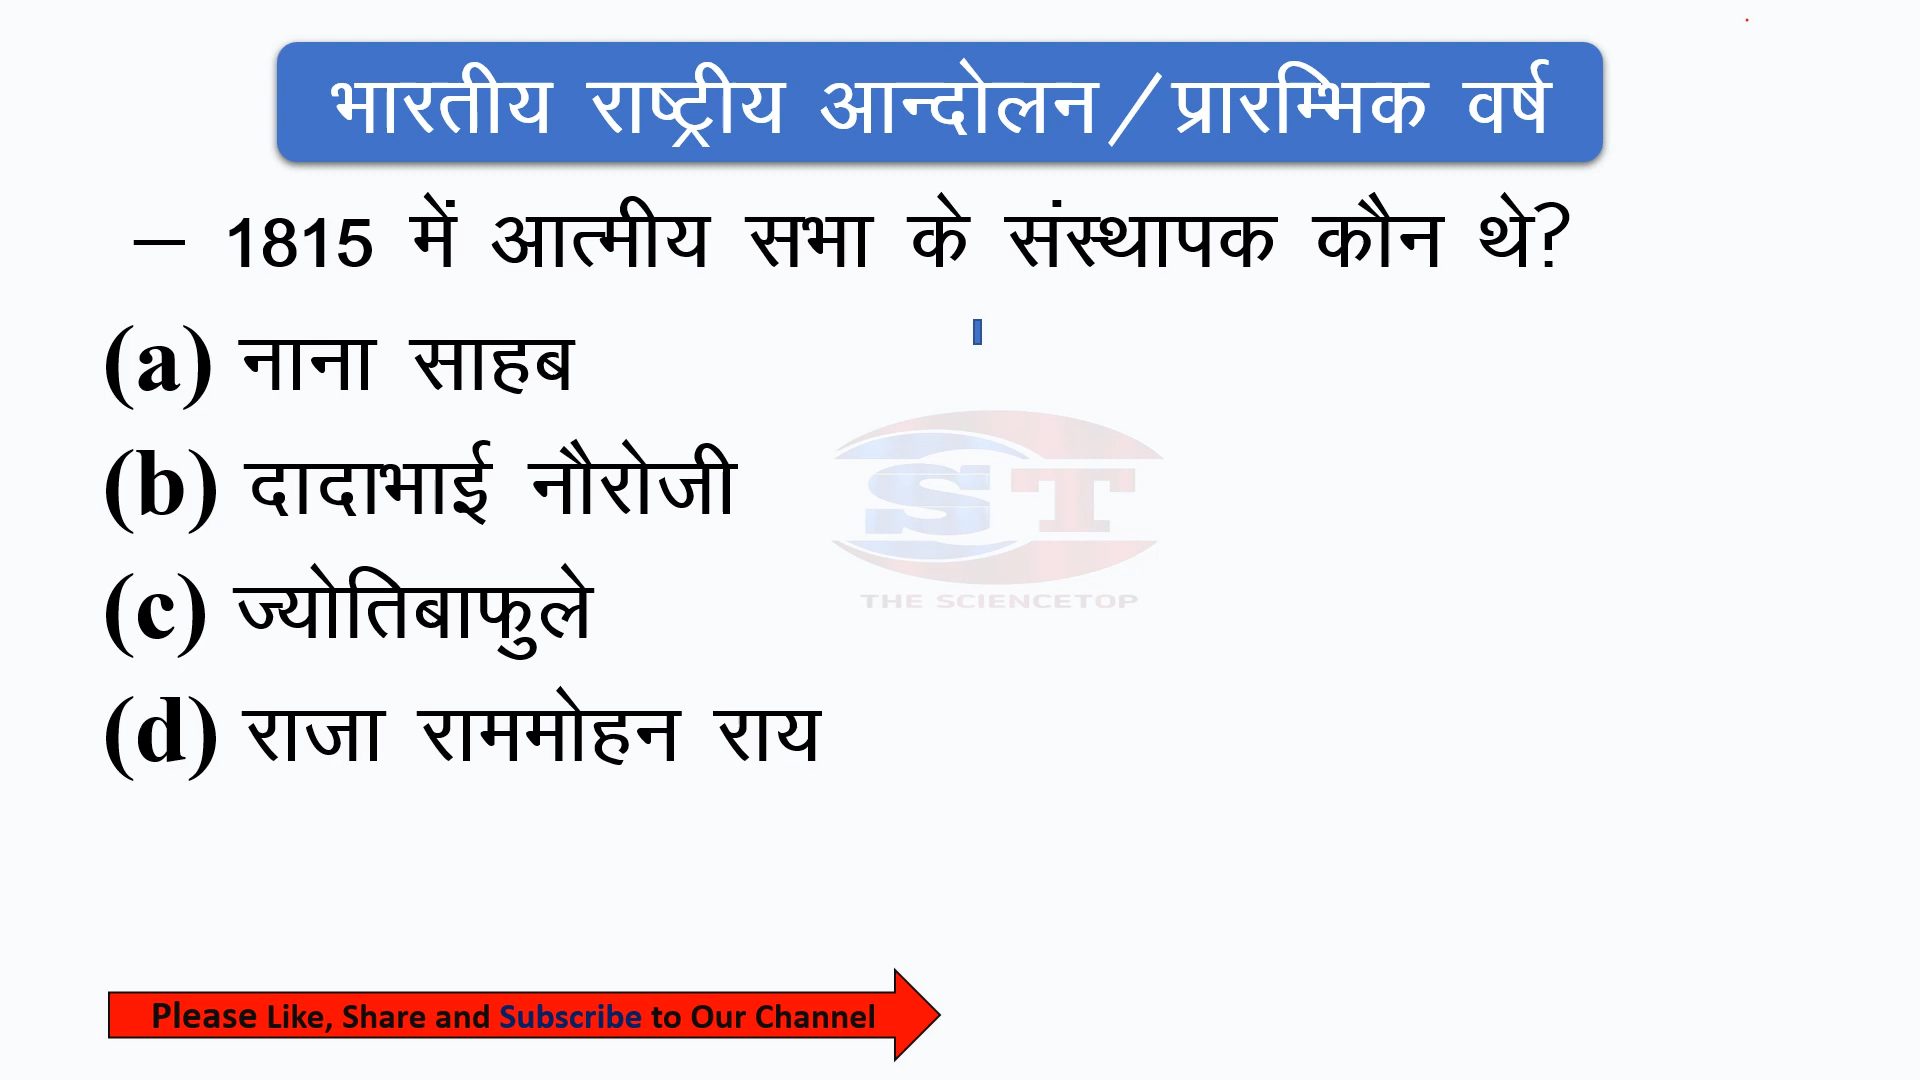 भारतीय राष्ट्रीय आन्दोलन/प्रारम्भिक वर्ष
– 1815 में आत्मीय सभा के संस्थापक कौन थे?
(a) नाना साहब
(b) दादाभाई नौरोजी
(c) ज्योतिबाफुले
(d) राजा राममोहन राय
ST
THE SCIENCETOP
Please Like, Share and Subscribe to Our Channel